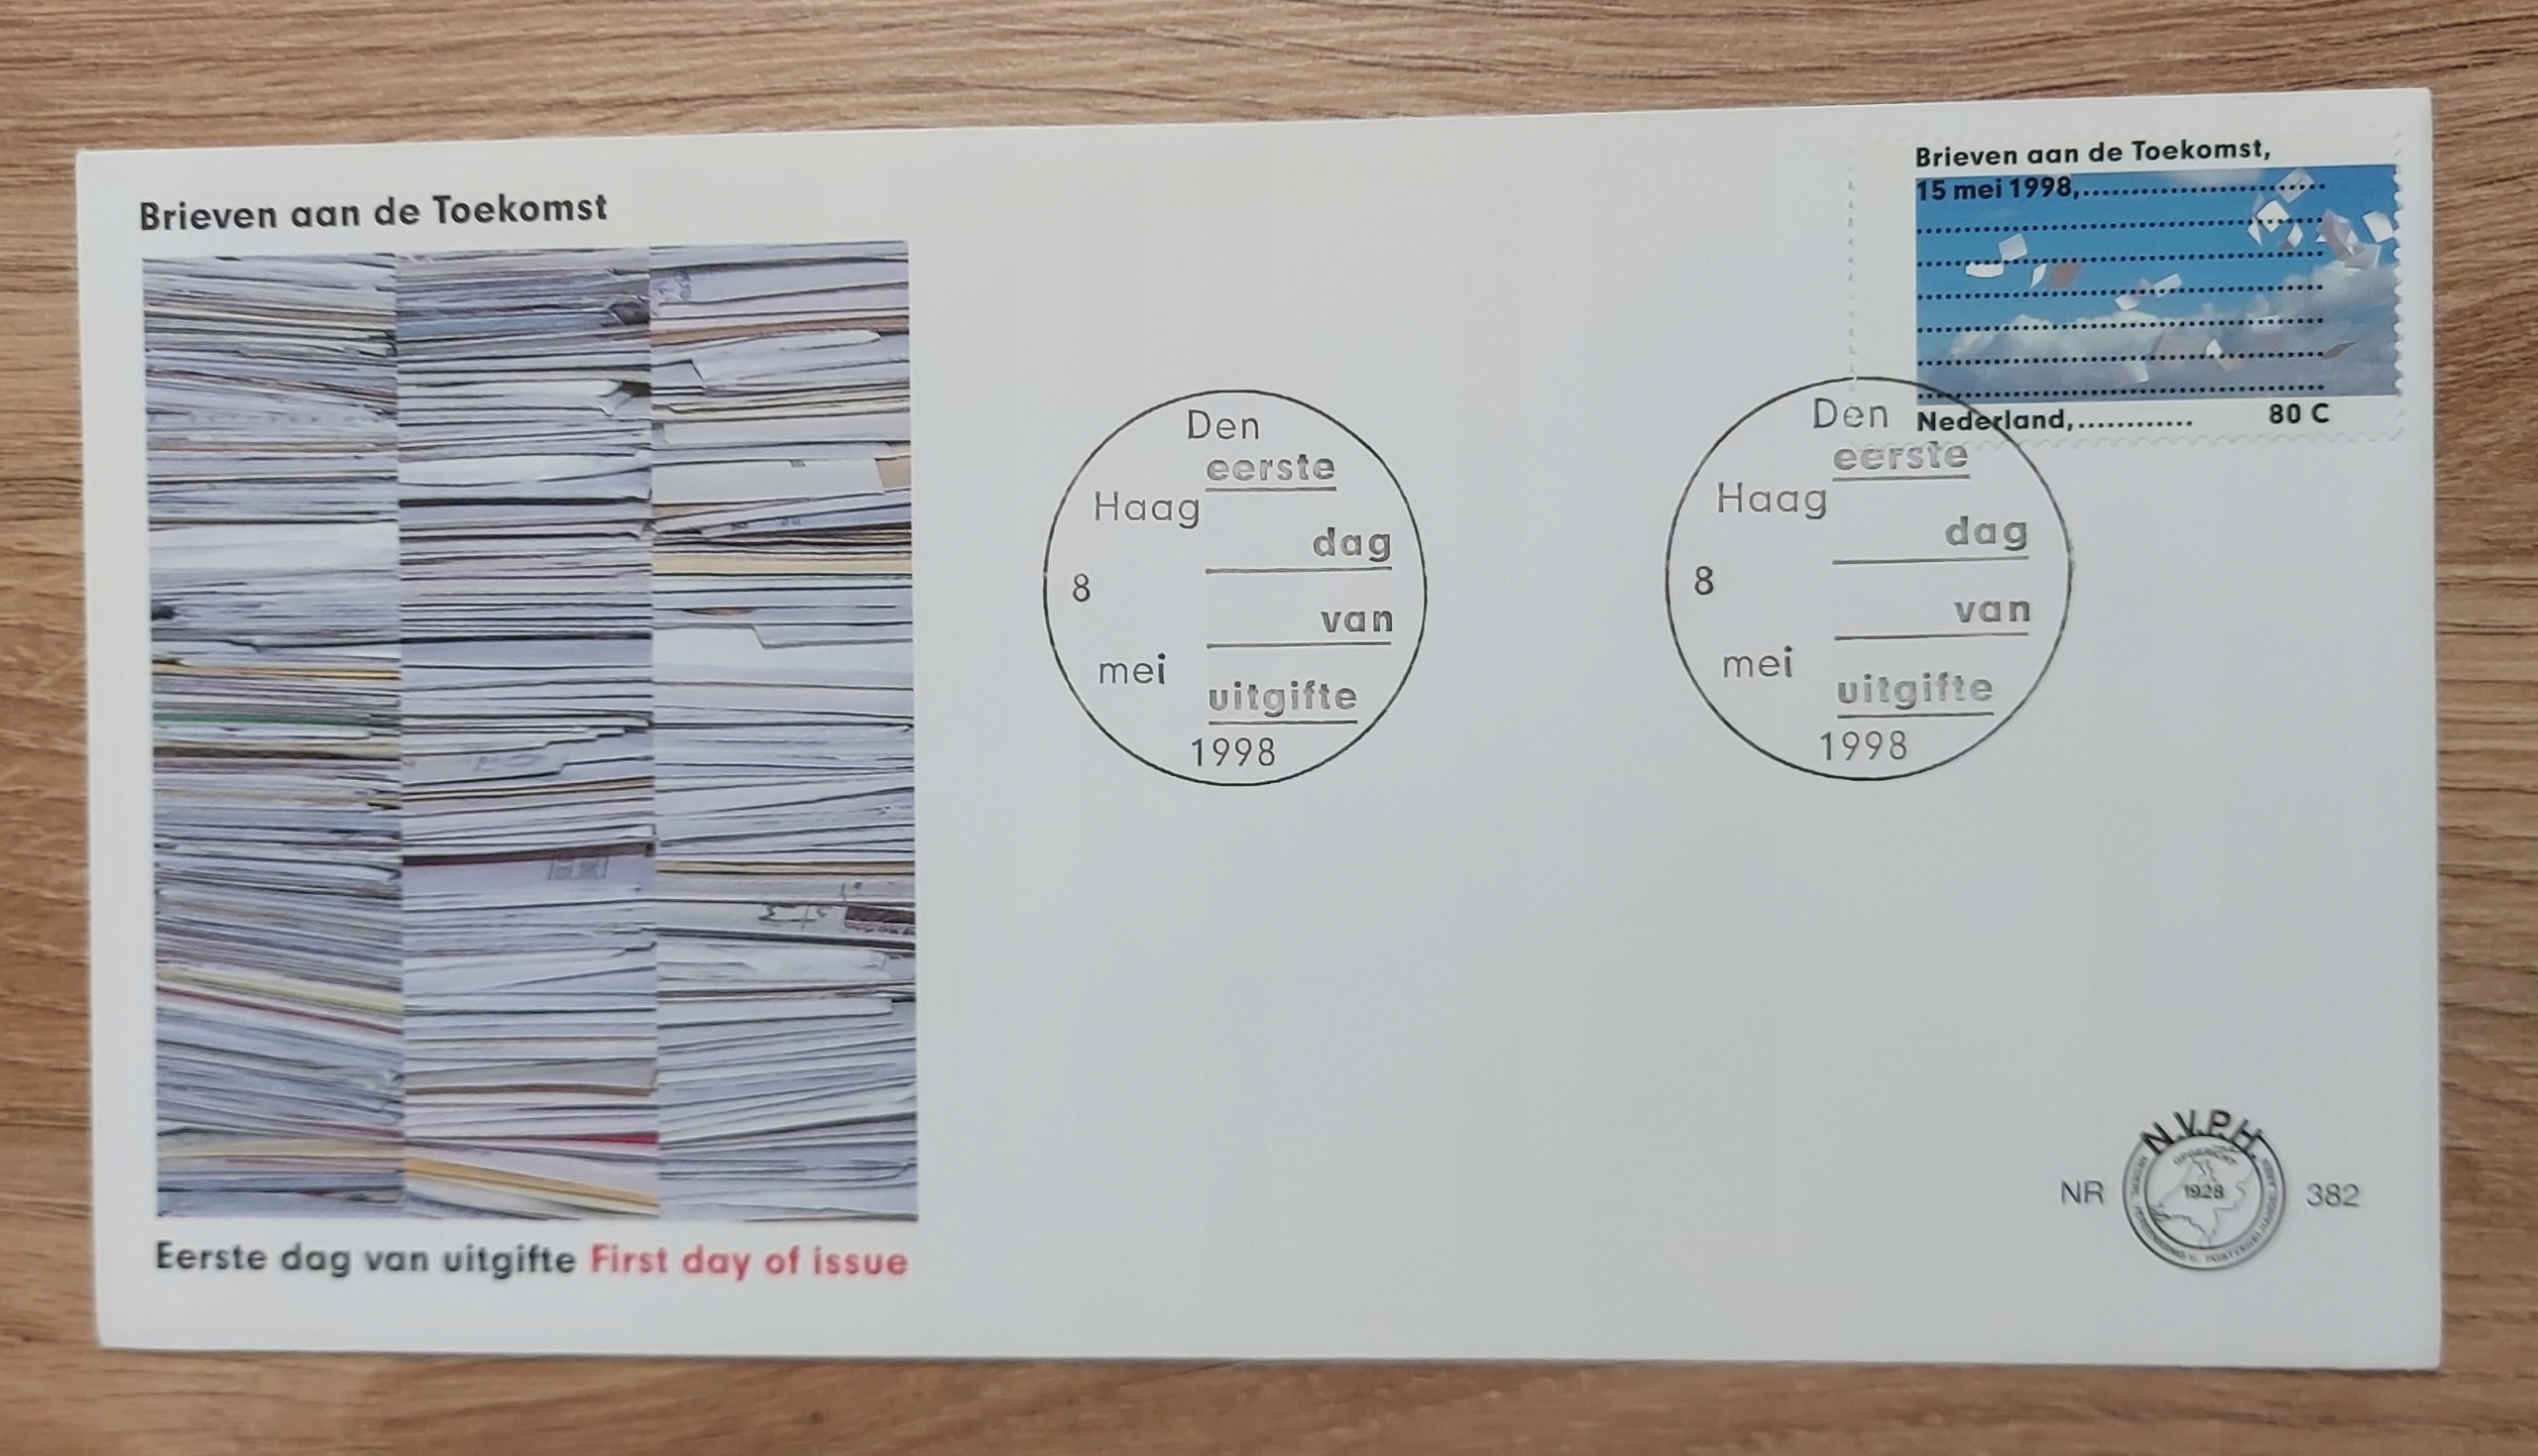 Brieven aan de Toekomst
Eerste dag van uitgifte First day of issue
Den
eerste
Haag
dag
8
van
mei
uitgifte
1998
Brieven aan de Toekomst,
15 mei 1998,
Nederland,............ 80 C
Den
eerste
Haag
dag
8
van
mei
uitgifte
1998
N.V.P.H.
OPGERICHT
1928
NR 382